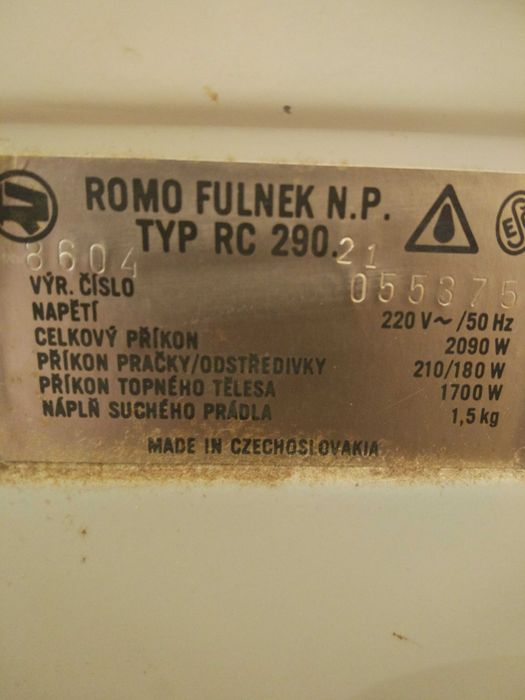 ROMO FULNEK N.P.
TYP RC 290.21
8604
VÝR. ČÍSLO 055375
NAPĚTÍ 220 V~/50 Hz
CELKOVÝ PŘÍKON 2090 W
PŘÍKON PRAČKY/ODSTŘEDIVKY 210/180 W
PŘÍKON TOPNÉHO TĚLESA 1700 W
NÁPLŇ SUCHÉHO PRÁDLA 1,5 kg
MADE IN CZECHOSLOVAKIA